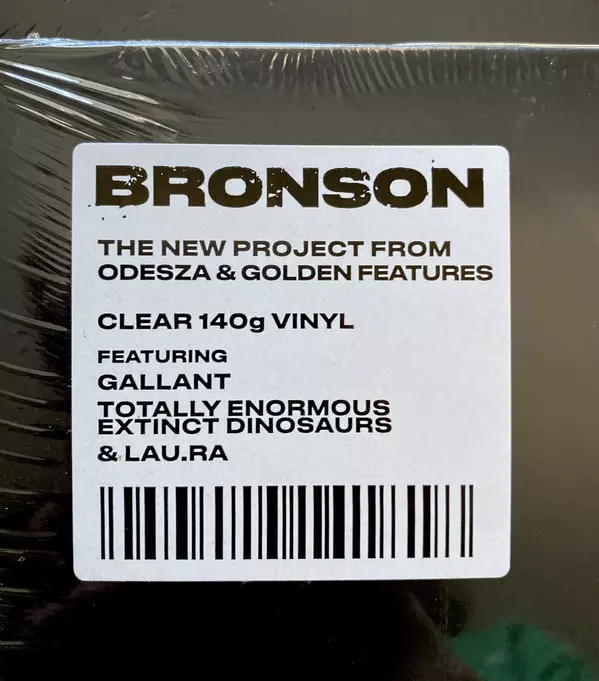 BRONSON
THE NEW PROJECT FROM
ODESZA & GOLDEN FEATURES
CLEAR 140g VINYL
FEATURING
GALLANT
TOTALLY ENORMOUS
EXTINCT DINOSAURS
& LAU.RA